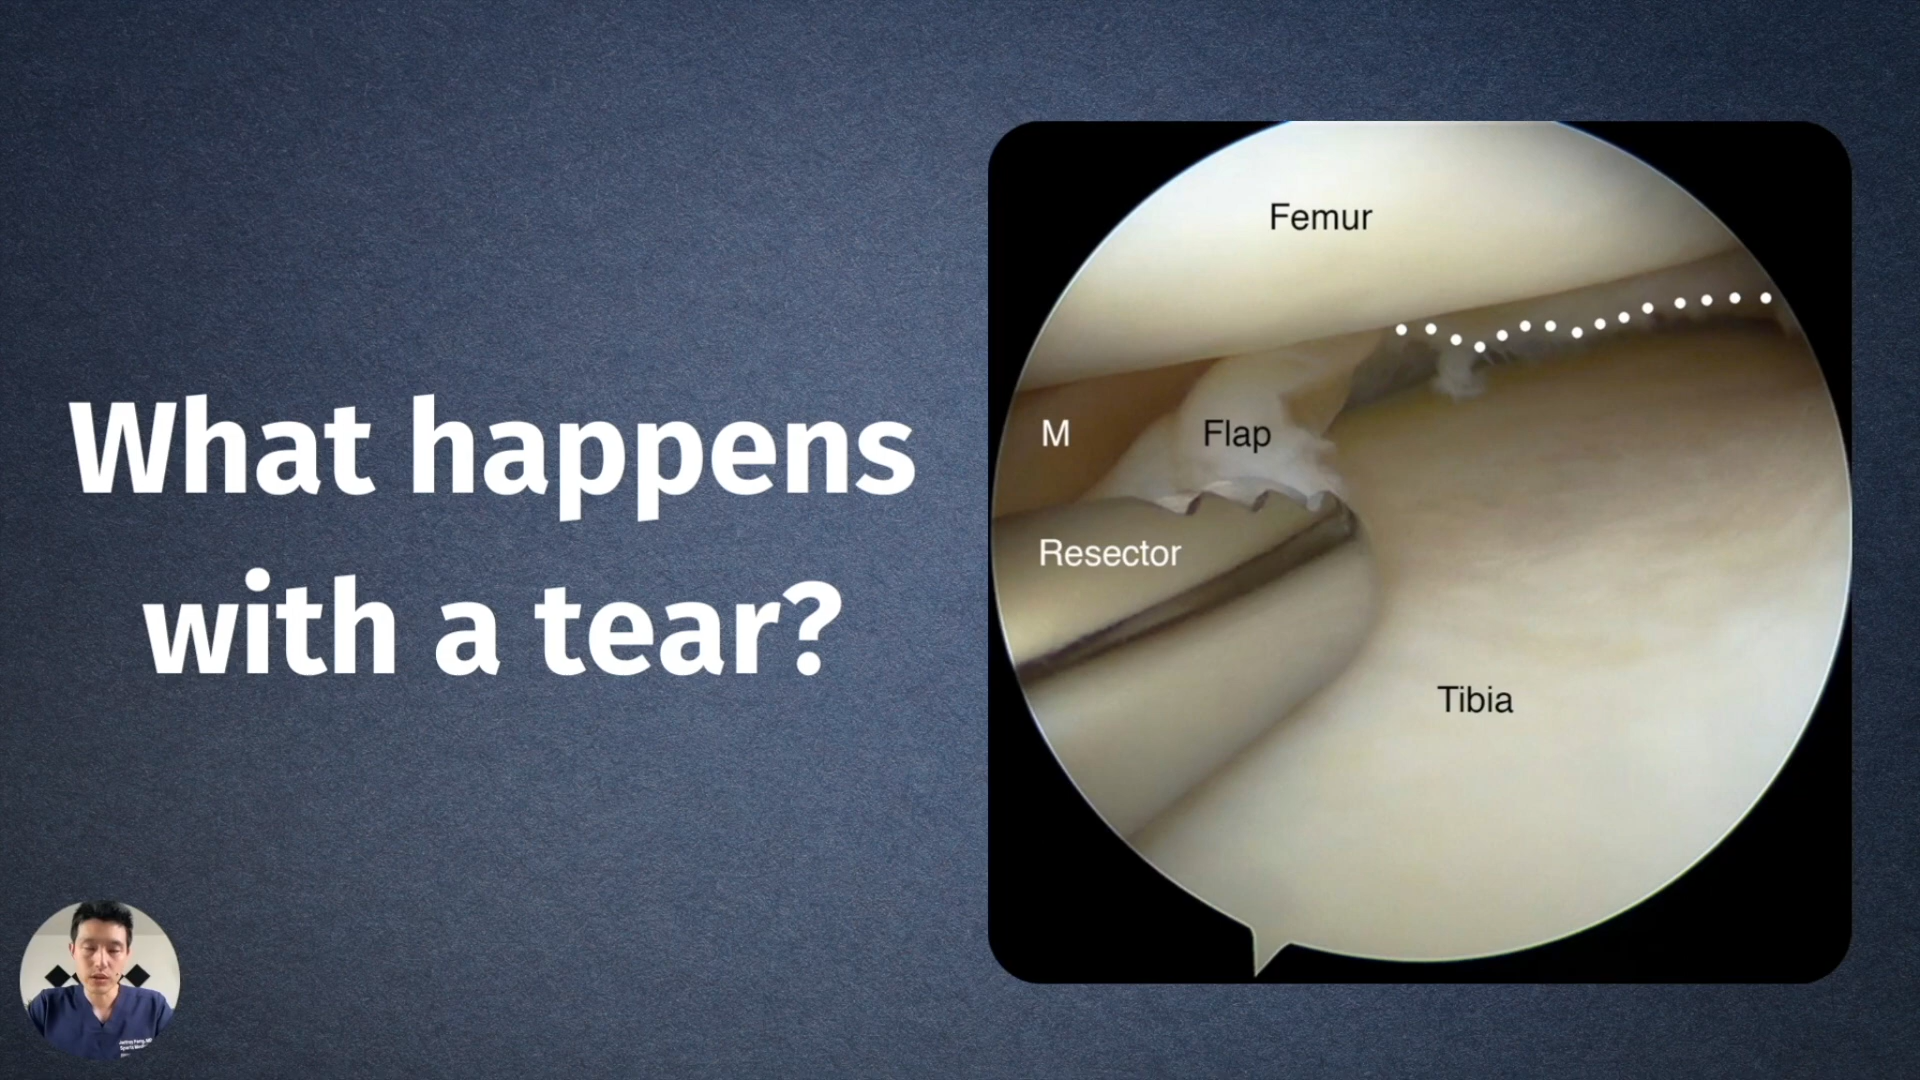 What happens
with a tear?
Femur
M
Flap
Resector
Tibia